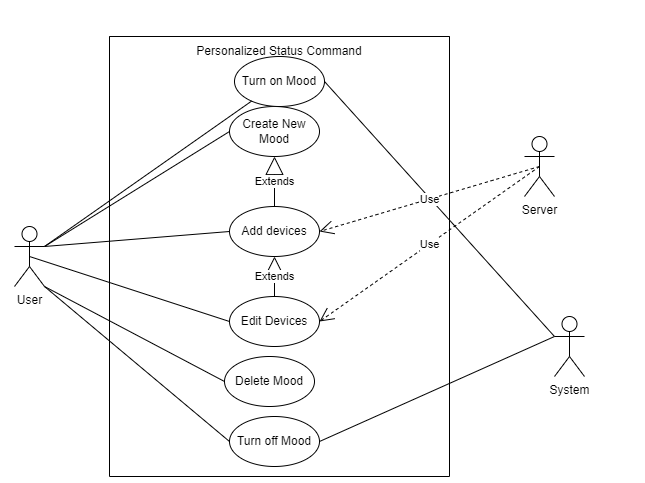 Personalized Status Command
Turn on Mood
Create New
Mood
Extends
Use
Server
Add devices
User
Use
Extends
Edit Devices
Delete Mood
System
Turn off Mood